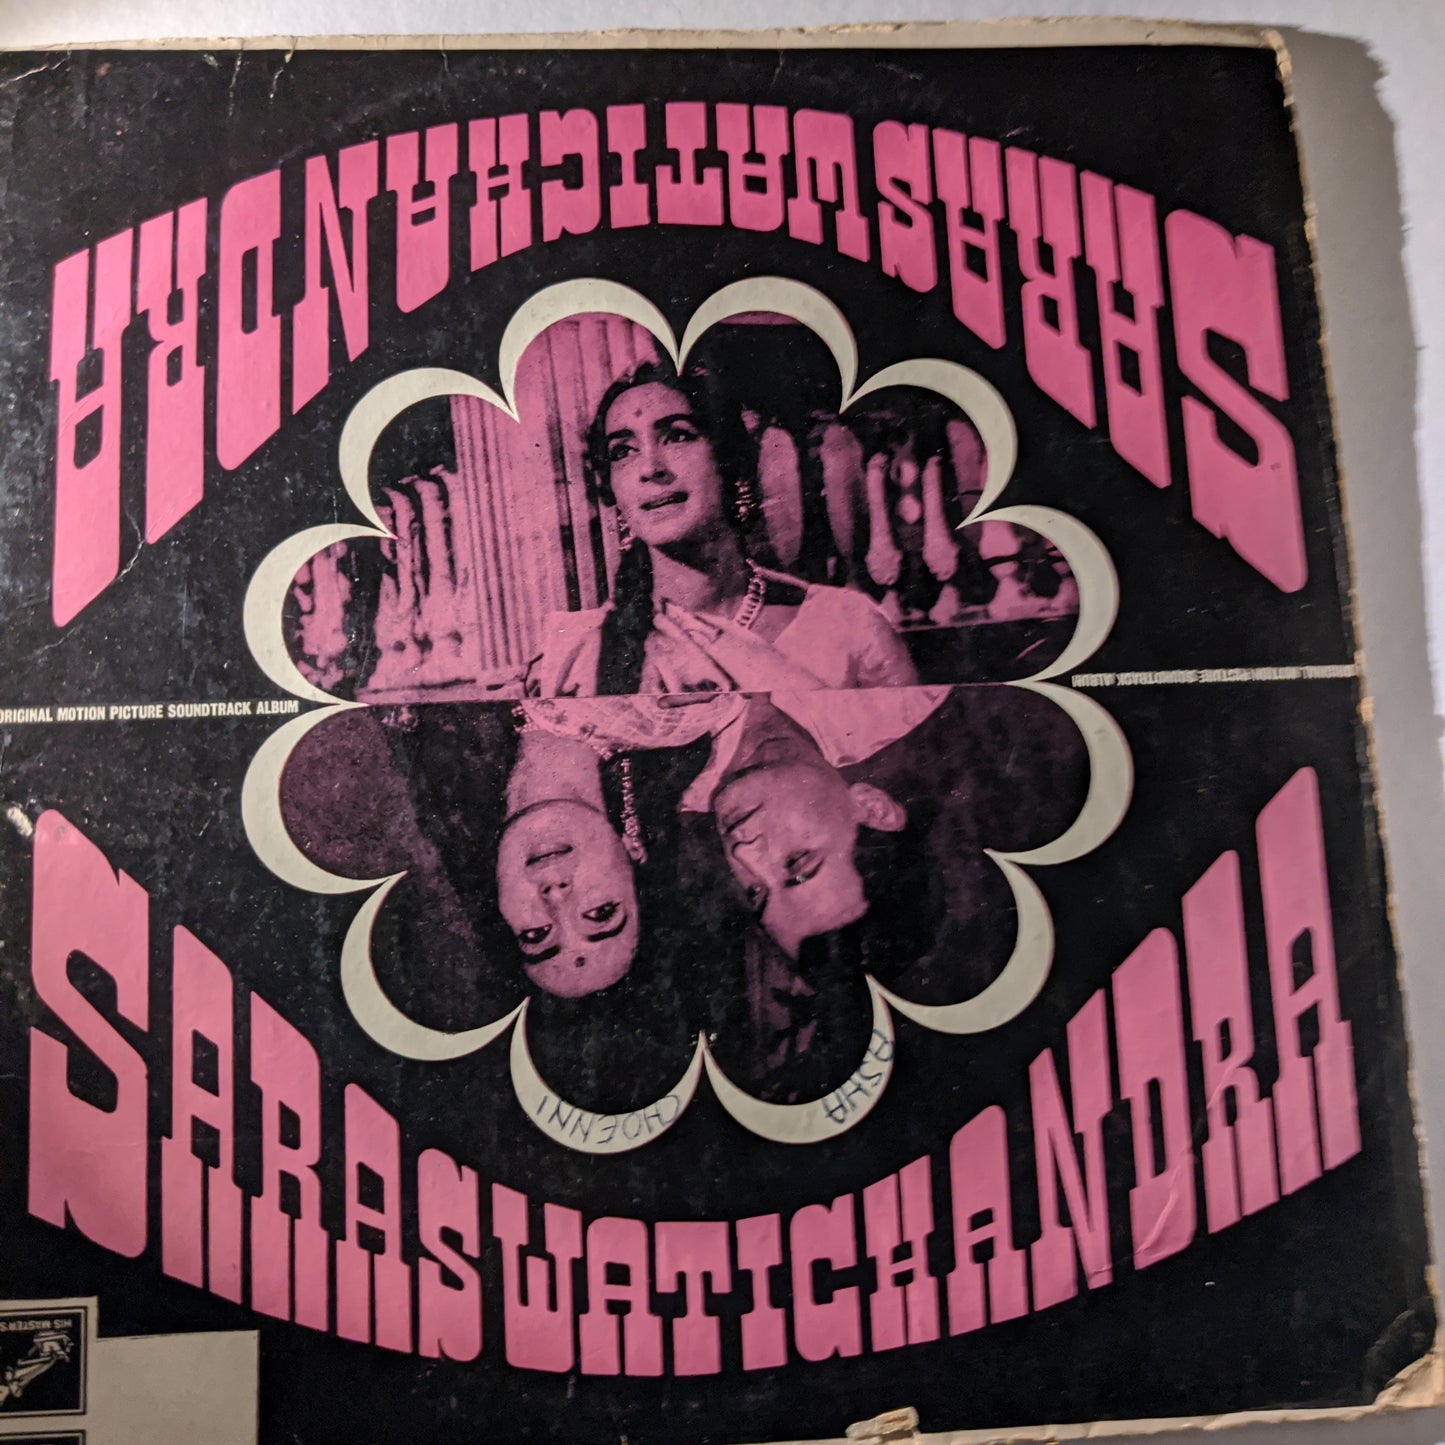 SARASWATICHANDRA
ORIGINAL MOTION PICTURE SOUNDTRACK ALBUM
ORIGINAL MOTION PICTURE SOUNDTRACK ALBUM
ASHA
CHOENNI
SARASWATICHANDRA
HIS MASTER'S